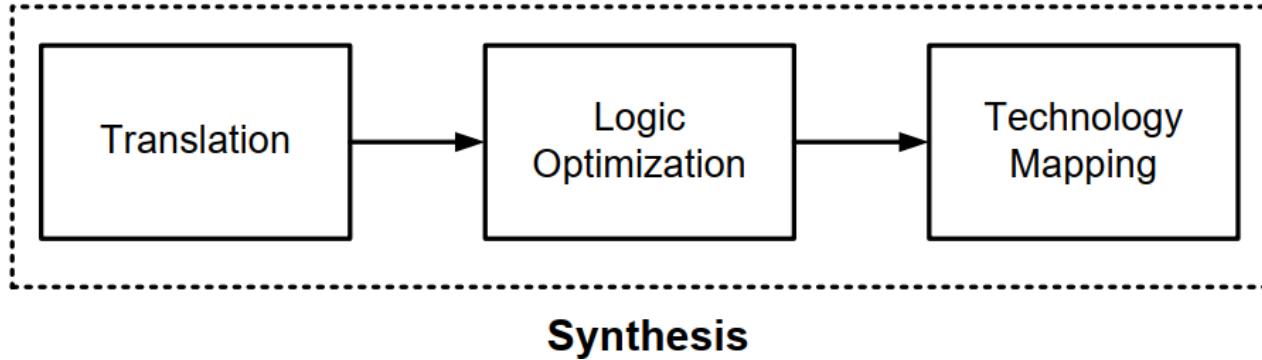 Translation
Logic
Optimization
Technology
Mapping
Synthesis